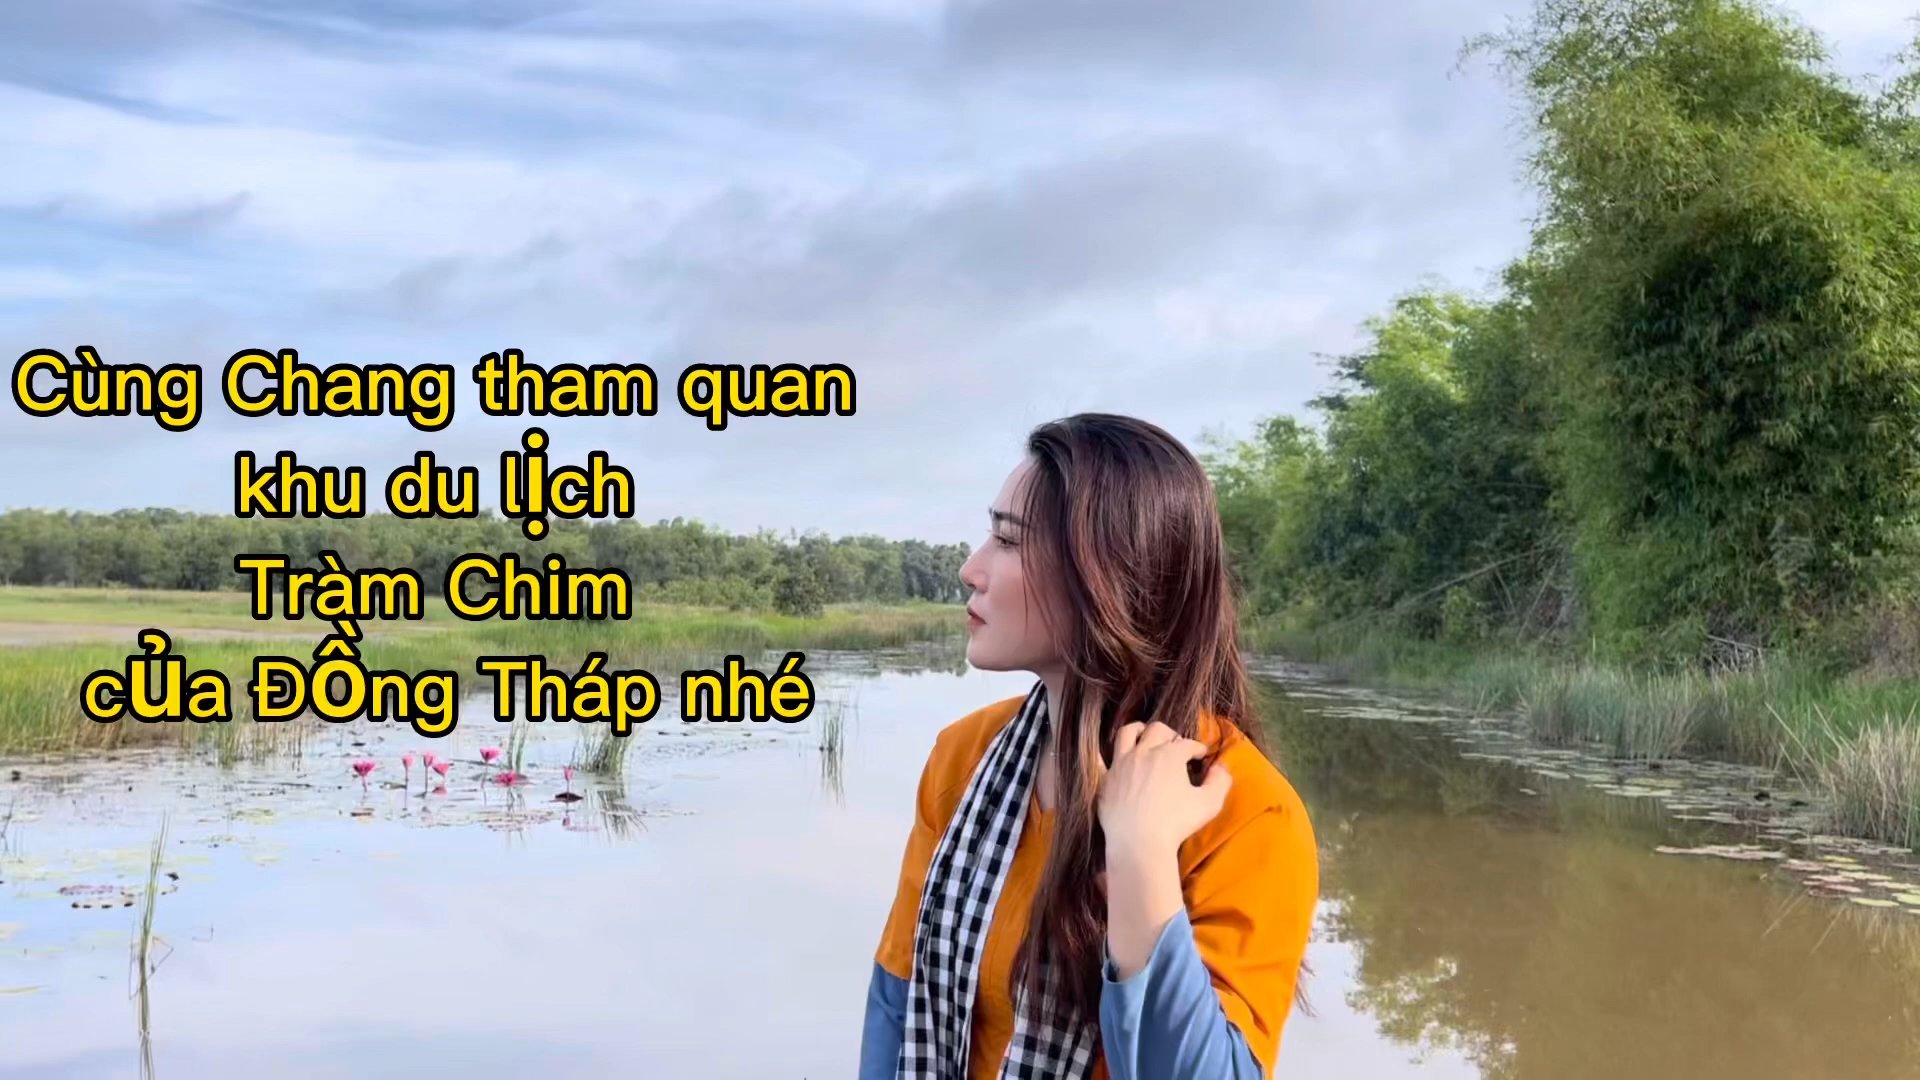 Cùng Chang tham quan
khu du lịch
Tràm Chim
của Đồng Tháp nhé